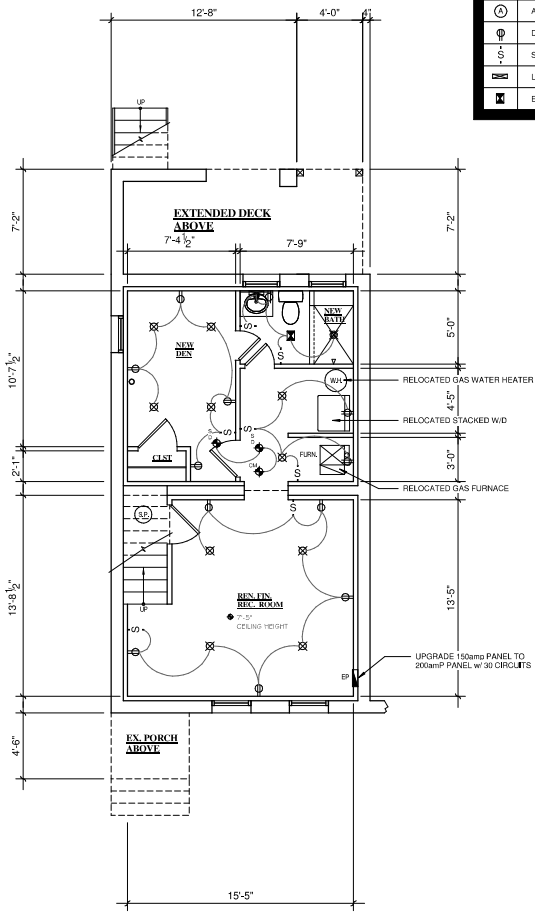 12'-8"
4'-0"
4"
A
A
D
S
S
L
E
UP
7'-2"
EXTENDED DECK
ABOVE
7'-2"
7'-4 1/2"
7'-9"
NEW
BATH
5'-0"
NEW
DEN
10'-7 1/2"
W.H.
RELOCATED GAS WATER HEATER
4'-5"
RELOCATED STACKED W/D
S
S
S
S
D
S
D
CLST
2'-1"
FURN.
3'-0"
CM
S
RELOCATED GAS FURNACE
S.P.
S
13'-8 1/2"
REN. FIN.
REC. ROOM
7'-5"
CEILING HEIGHT
13'-5"
UP
S
UPGRADE 150amp PANEL TO
200amP PANEL w/ 30 CIRCUITS
EP
EX. PORCH
ABOVE
4'-6"
15'-5"